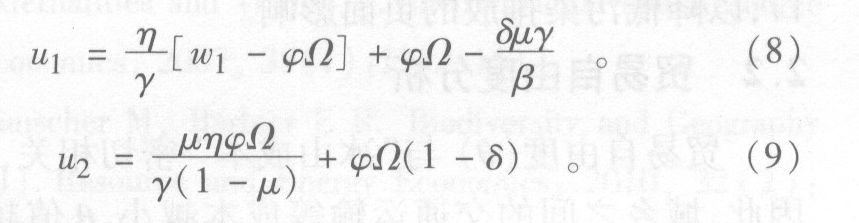 u₁ = η/γ [w₁ − φΩ] + φΩ − δμγ/β 。 (8)
u₂ = μηφΩ/γ(1 − μ) + φΩ(1 − δ) 。 (9)